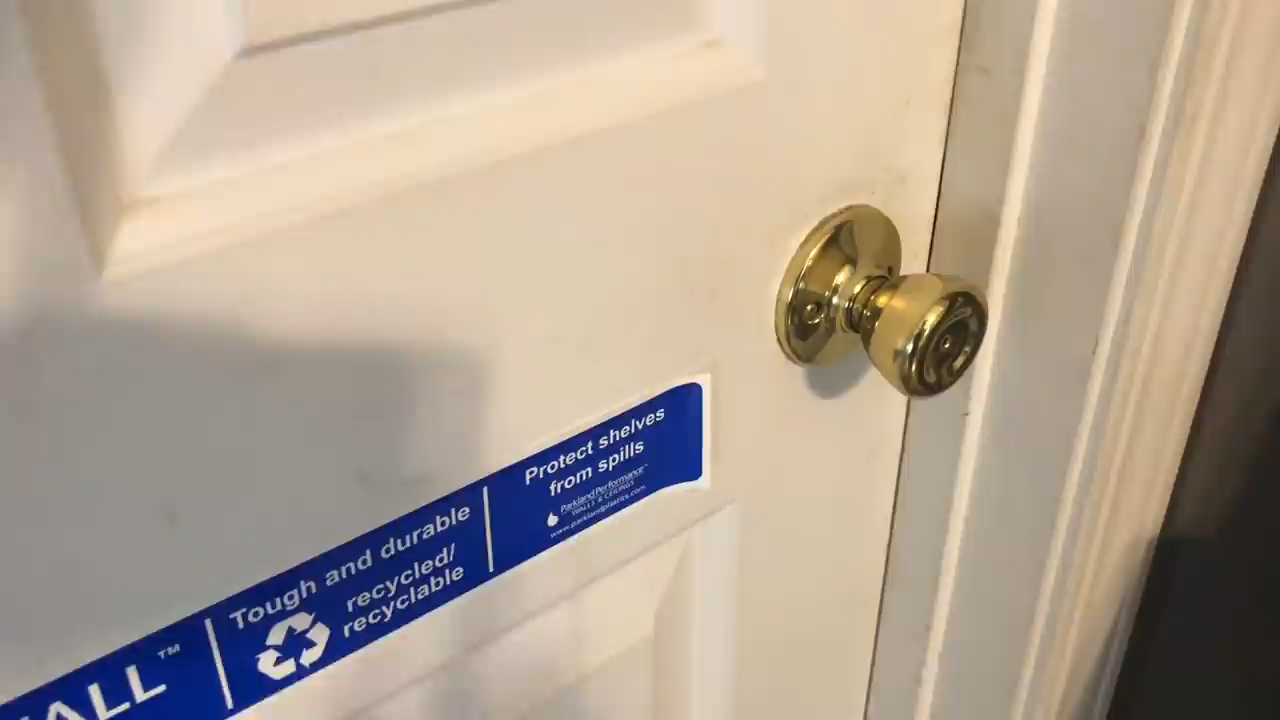 ALL™
Tough and durable
recycled/
recyclable
Protect shelves
from spills
Parkland Performance™
WALLS & CEILINGS
www.parklandplastics.com